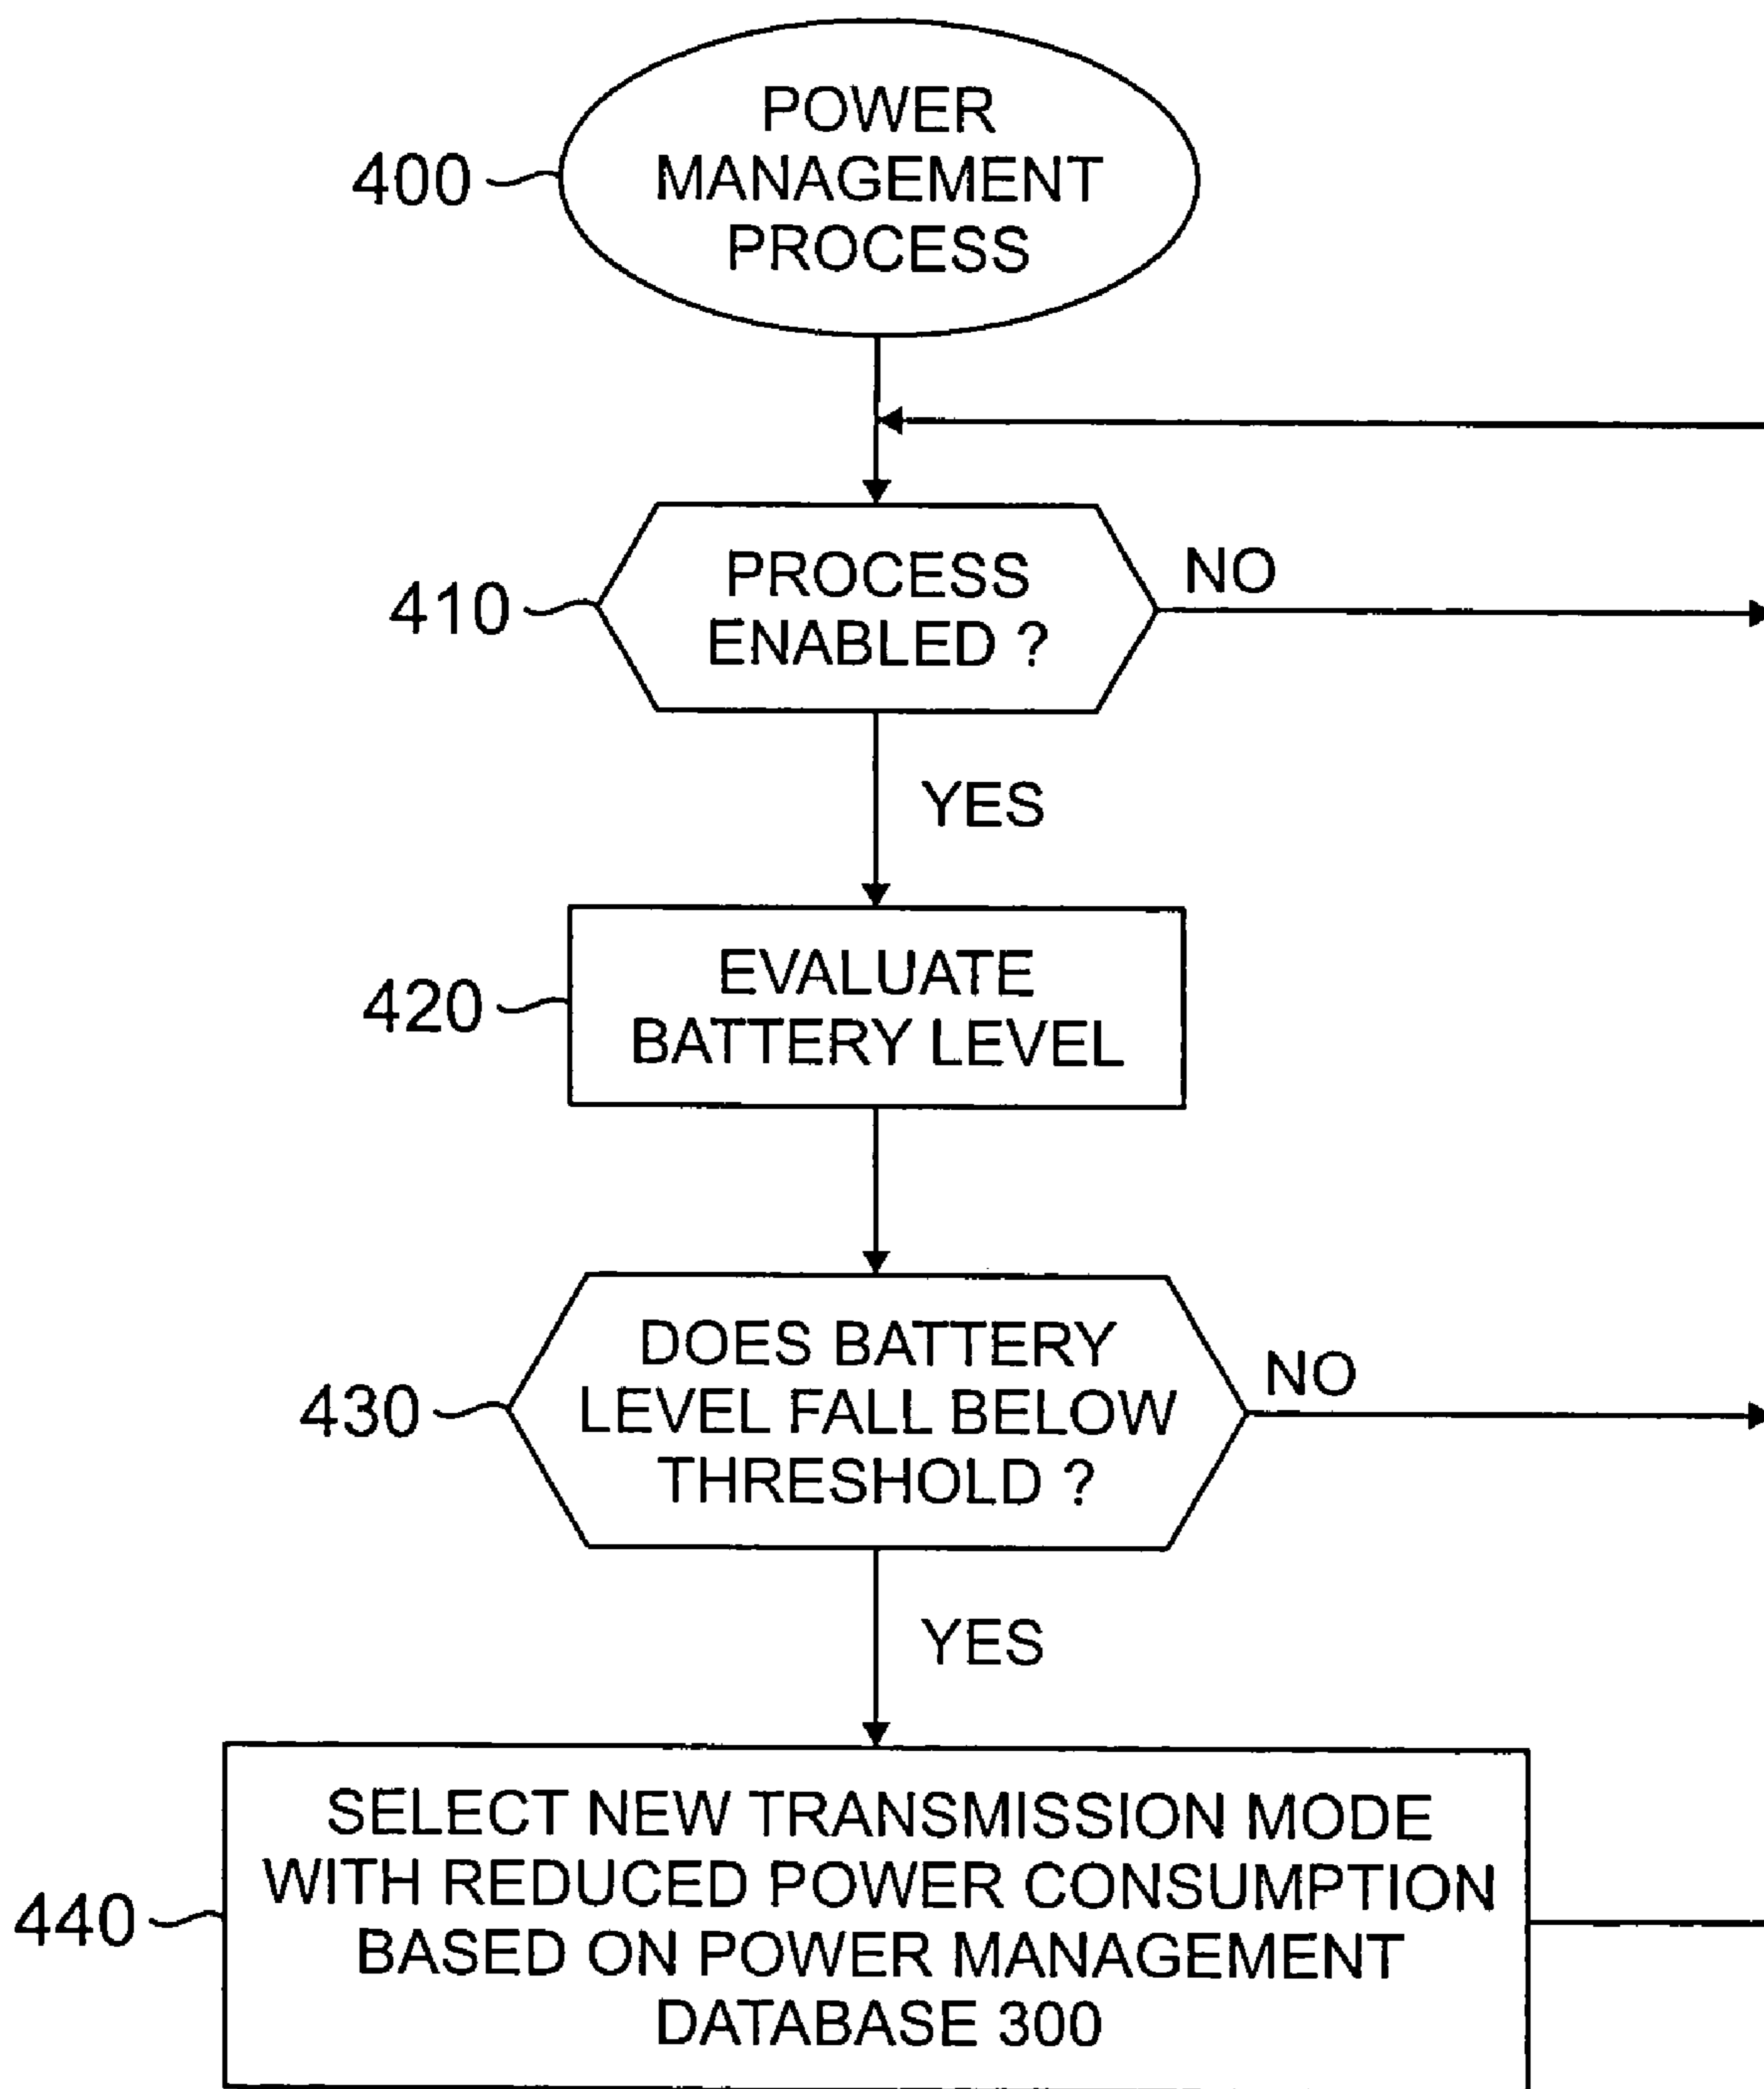 POWER
MANAGEMENT
PROCESS
400
PROCESS
ENABLED ?
410
NO
YES
EVALUATE
BATTERY LEVEL
420
DOES BATTERY
LEVEL FALL BELOW
THRESHOLD ?
430
NO
YES
SELECT NEW TRANSMISSION MODE
WITH REDUCED POWER CONSUMPTION
BASED ON POWER MANAGEMENT
DATABASE 300
440